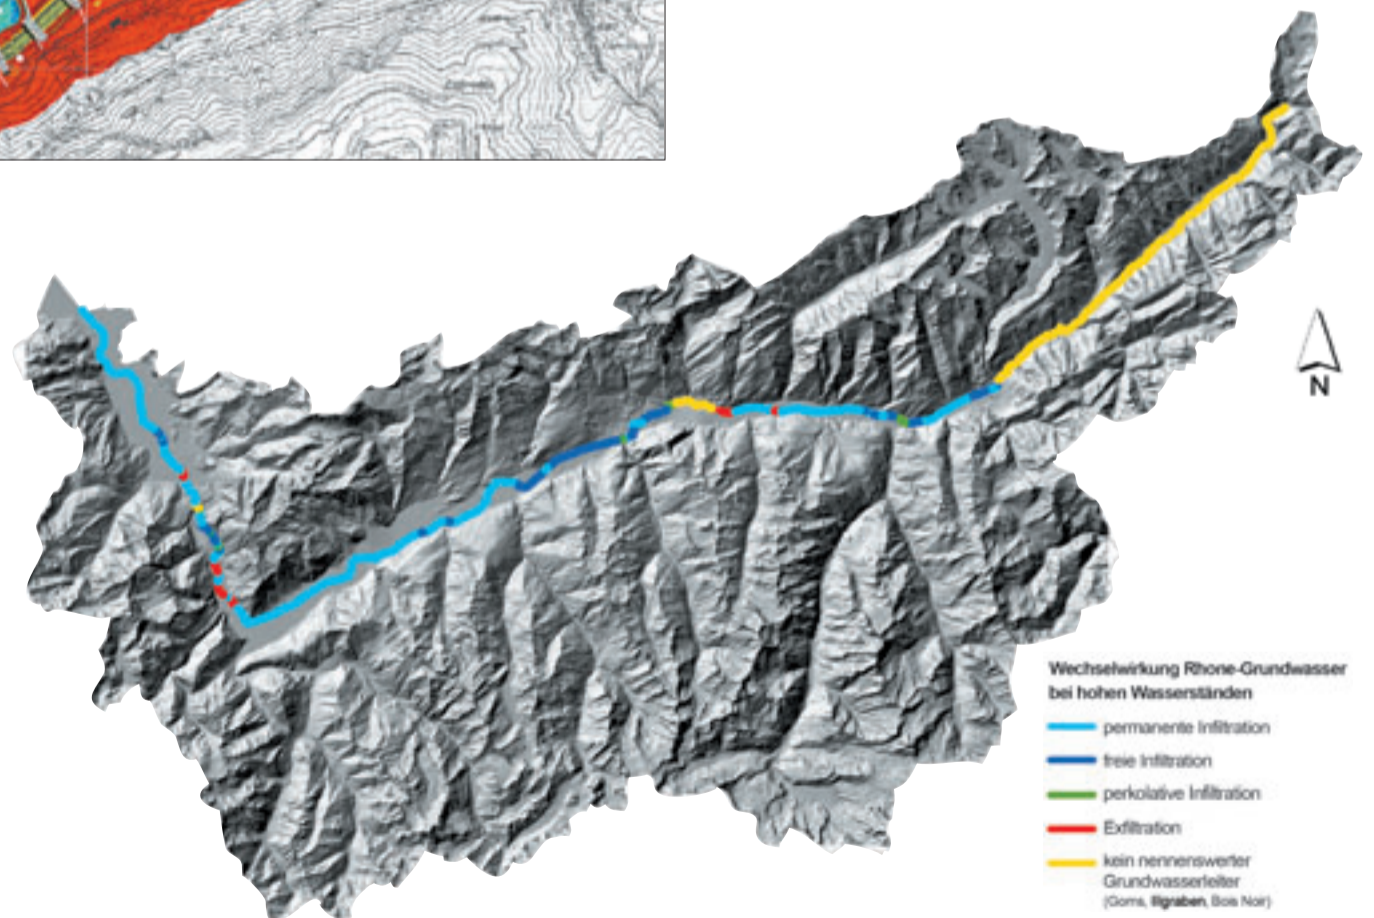 N
Wechselwirkung Rhone-Grundwasser
bei hohen Wasserständen
permanente Infiltration
freie Infiltration
perkolative Infiltration
Exfiltration
kein nennenswerter
Grundwasserleiter
(Goms, Illgraben, Bois Noir)